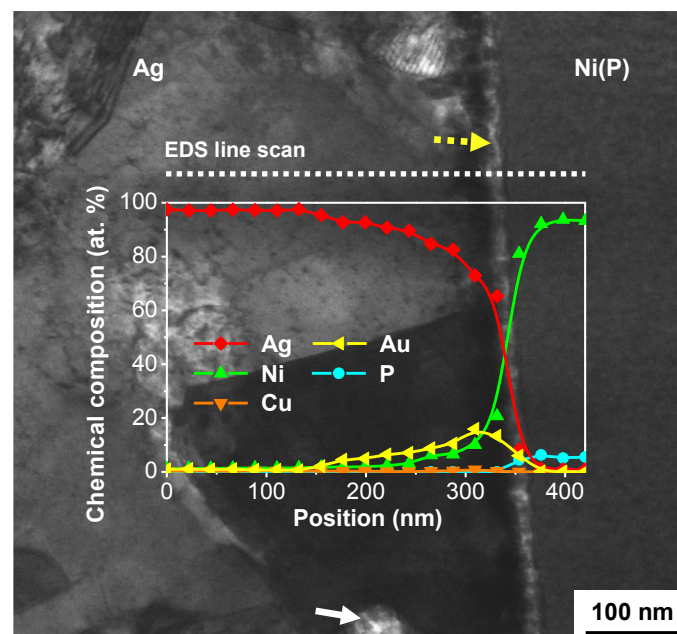 Ag
Ni(P)
EDS line scan
Chemical composition (at. %)
100
80
60
40
20
0
Ag
Au
Ni
P
Cu
0
100
200
300
400
Position (nm)
100 nm